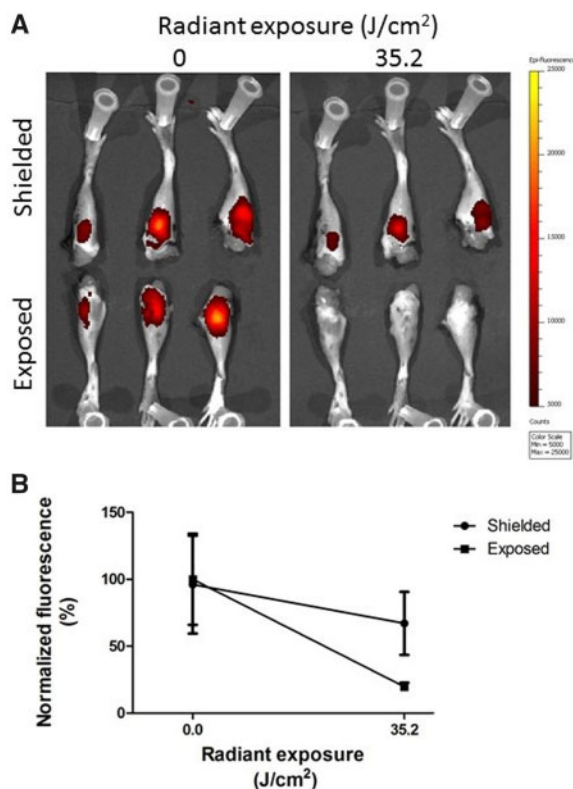 A
Radiant exposure (J/cm²)
0 35.2
Shielded
Exposed
Epi-fluorescence
25000
20000
15000
10000
5000
Counts
Color Scale
Min = 5000
Max = 25000
B
Normalized fluorescence
(%)
150
100
50
0
0.0 35.2
Radiant exposure
(J/cm²)
Shielded
Exposed